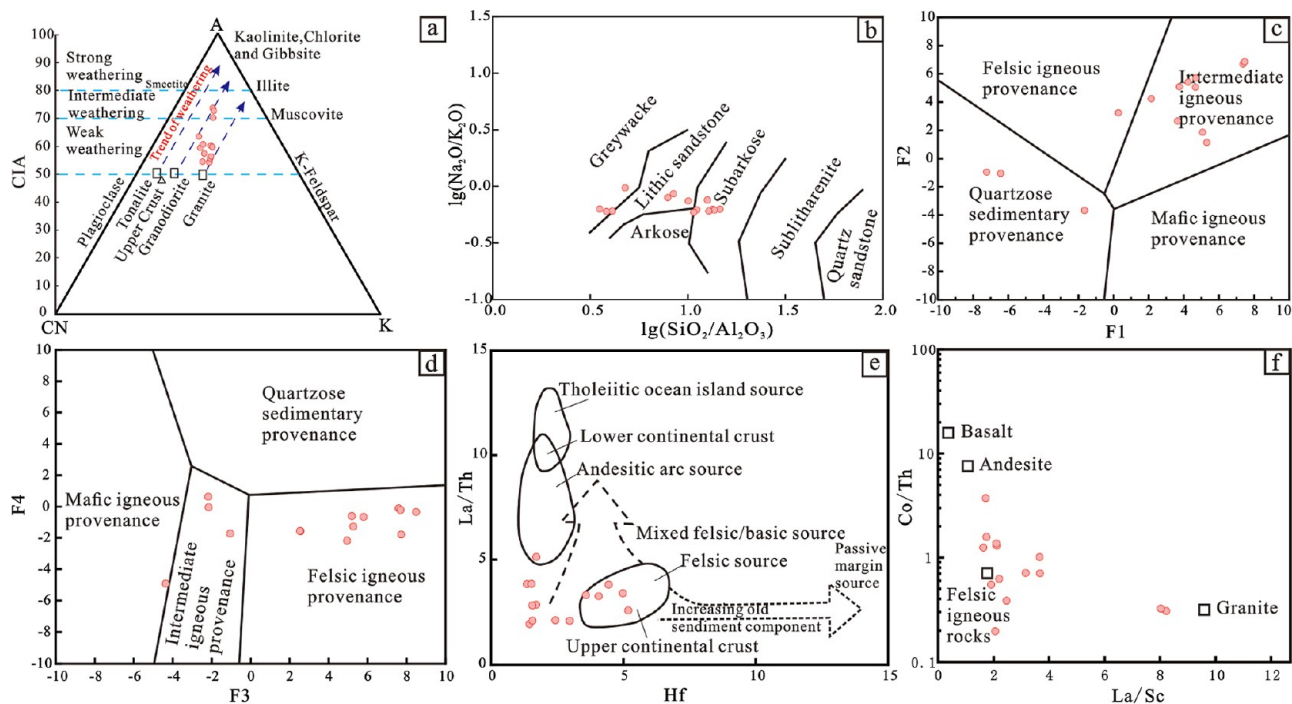 a
A
Kaolinite,Chlorite
and Gibbsite
CIA
100
90
80
70
60
50
40
30
20
10
0
Strong
weathering
Smectite
Illite
Intermediate
weathering
Muscovite
Weak
weathering
Trend of weathering
K-Feldspar
Plagioclase
Tonalite
Upper Crust
Granodiorite
Granite
CN
K
b
lg(Na₂O/K₂O)
1.5
1.0
0.5
0.0
-0.5
-1.0
Greywacke
Lithic sandstone
Arkose
Subarkose
Sublitharenite
Quartz
sandstone
0.0
0.5
1.0
1.5
2.0
lg(SiO₂/Al₂O₃)
c
F2
10
8
6
4
2
0
-2
-4
-6
-8
-10
Felsic igneous
provenance
Intermediate
igneous
provenance
Quartzose
sedimentary
provenance
Mafic igneous
provenance
-10 -8 -6 -4 -2 0 2 4 6 8 10
F1
d
F4
10
8
6
4
2
0
-2
-4
-6
-8
-10
Quartzose
sedimentary
provenance
Mafic igneous
provenance
Intermediate
igneous
provenance
Felsic igneous
provenance
-10 -8 -6 -4 -2 0 2 4 6 8 10
F3
e
La/Th
15
10
5
0
Tholeiitic ocean island source
Lower continental crust
Andesitic arc source
Mixed felsic/basic source
Felsic source
Passive
margin
source
Increasing old
sediment component
Upper continental crust
0 5 10 15
Hf
f
Co/Th
100
10
1
0.1
Basalt
Andesite
Felsic
igneous
rocks
Granite
0 2 4 6 8 10 12
La/Sc